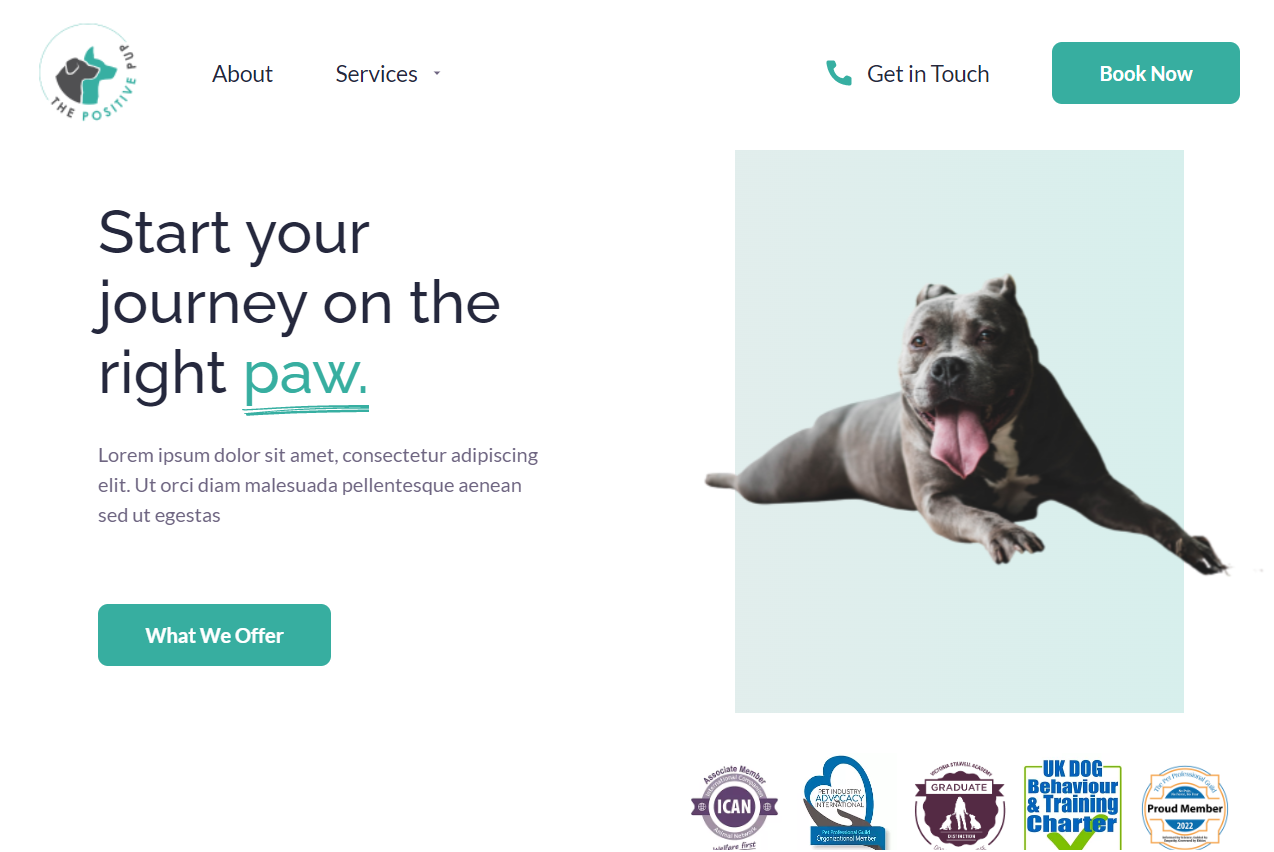 THE POSITIVE PUP
About
Services
Get in Touch
Book Now
Start your
journey on the
right paw.
Lorem ipsum dolor sit amet, consectetur adipiscing
elit. Ut orci diam malesuada pellentesque aenean
sed ut egestas
What We Offer
Associate Member
ICAN
Animal Network
Welfare first
PET INDUSTRY
ADVOCACY
INTERNATIONAL
Pet Professional Guild
Organizational Member
VICTORIA STILWELL ACADEMY
GRADUATE
DISTINCTION
UK DOG
Behaviour
& Training
Charter
The Pet Professional Guild
Proud Member
2022